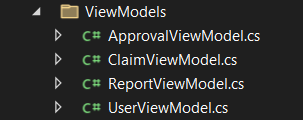 ViewModels
C# ApprovalViewModel.cs
C# ClaimViewModel.cs
C# ReportViewModel.cs
C# UserViewModel.cs